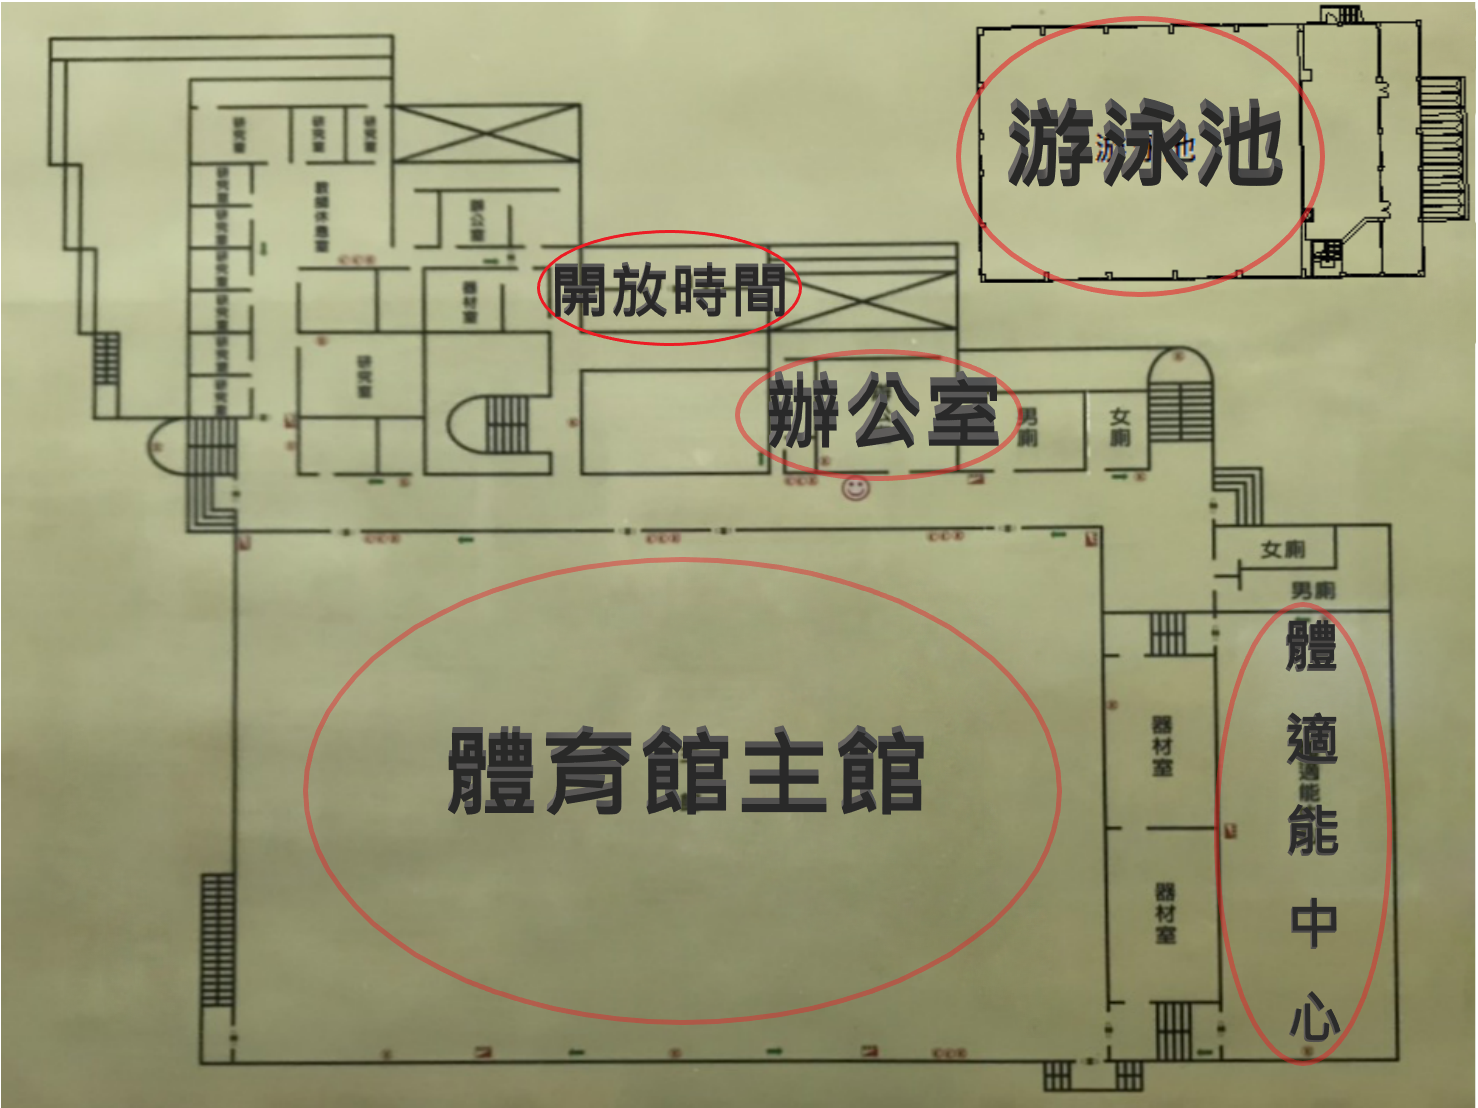 游泳池
研究室
研究室
研究室
研究室
研究室
研究室
研究室
研究室
研究室
教師休息室
辦公室
開放時間
器材室
研究室
辦公室
男廁
女廁
女廁
男廁
體育館主館
器材室
器材室
體適能中心